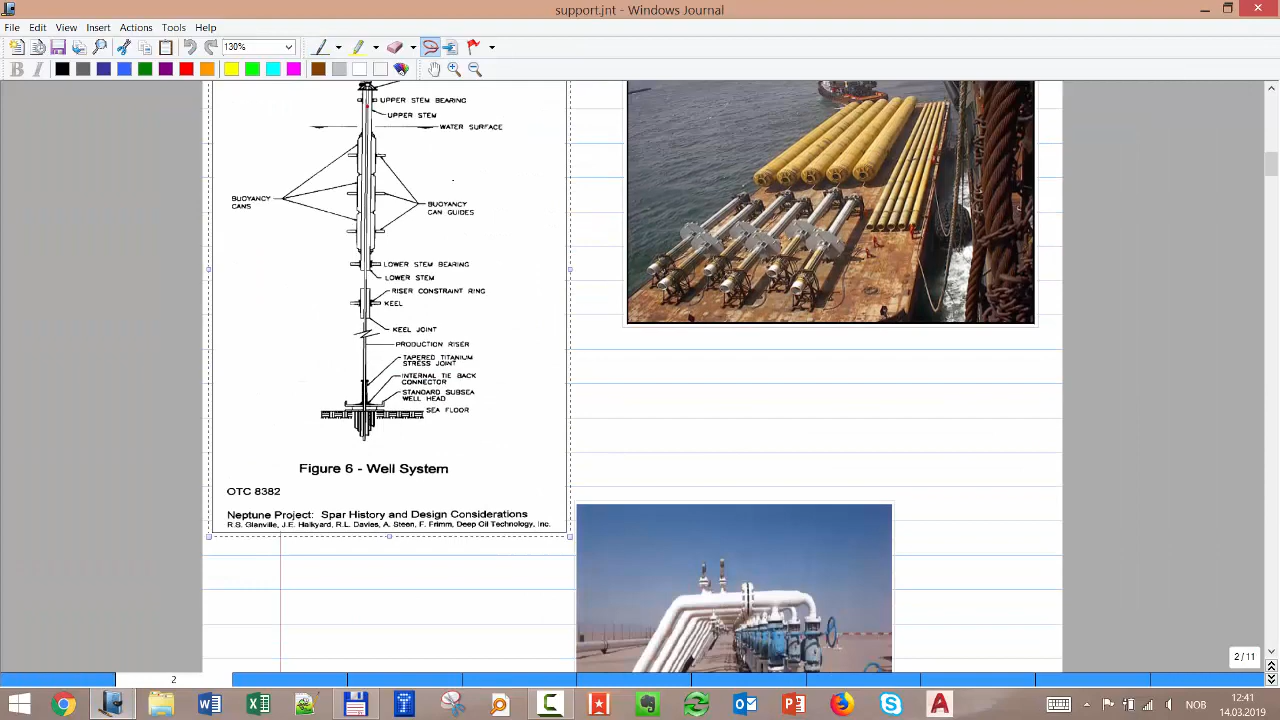 support.jnt - Windows Journal
File Edit View Insert Actions Tools Help
130%
B I
UPPER STEM BEARING
UPPER STEM
WATER SURFACE
BUOYANCY
CANS
BUOYANCY
CAN GUIDES
LOWER STEM BEARING
LOWER STEM
RISER CONSTRAINT RING
KEEL
KEEL JOINT
PRODUCTION RISER
TAPERED TITANIUM
STRESS JOINT
INTERNAL TIE BACK
CONNECTOR
STANDARD SUBSEA
WELL HEAD
SEA FLOOR
Figure 6 - Well System
OTC 8382
Neptune Project: Spar History and Design Considerations
R.S. Glanville, J.E. Halkyard, R.L. Davies, A. Steen, F. Frimm, Deep Oil Technology, Inc.
2 / 11
2
NOB
12:41
14.03.2019